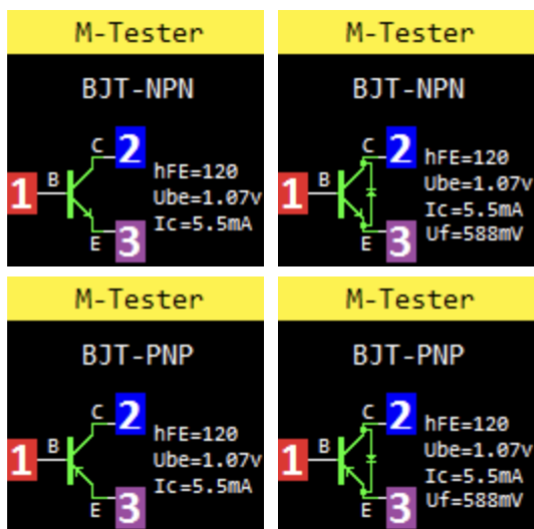 M-Tester
BJT-NPN
C 2
1 B
hFE=120
Ube=1.07v
Ic=5.5mA
E 3
M-Tester
BJT-NPN
C 2
1 B
hFE=120
Ube=1.07v
Ic=5.5mA
Uf=588mV
E 3
M-Tester
BJT-PNP
C 2
1 B
hFE=120
Ube=1.07v
Ic=5.5mA
E 3
M-Tester
BJT-PNP
C 2
1 B
hFE=120
Ube=1.07v
Ic=5.5mA
Uf=588mV
E 3